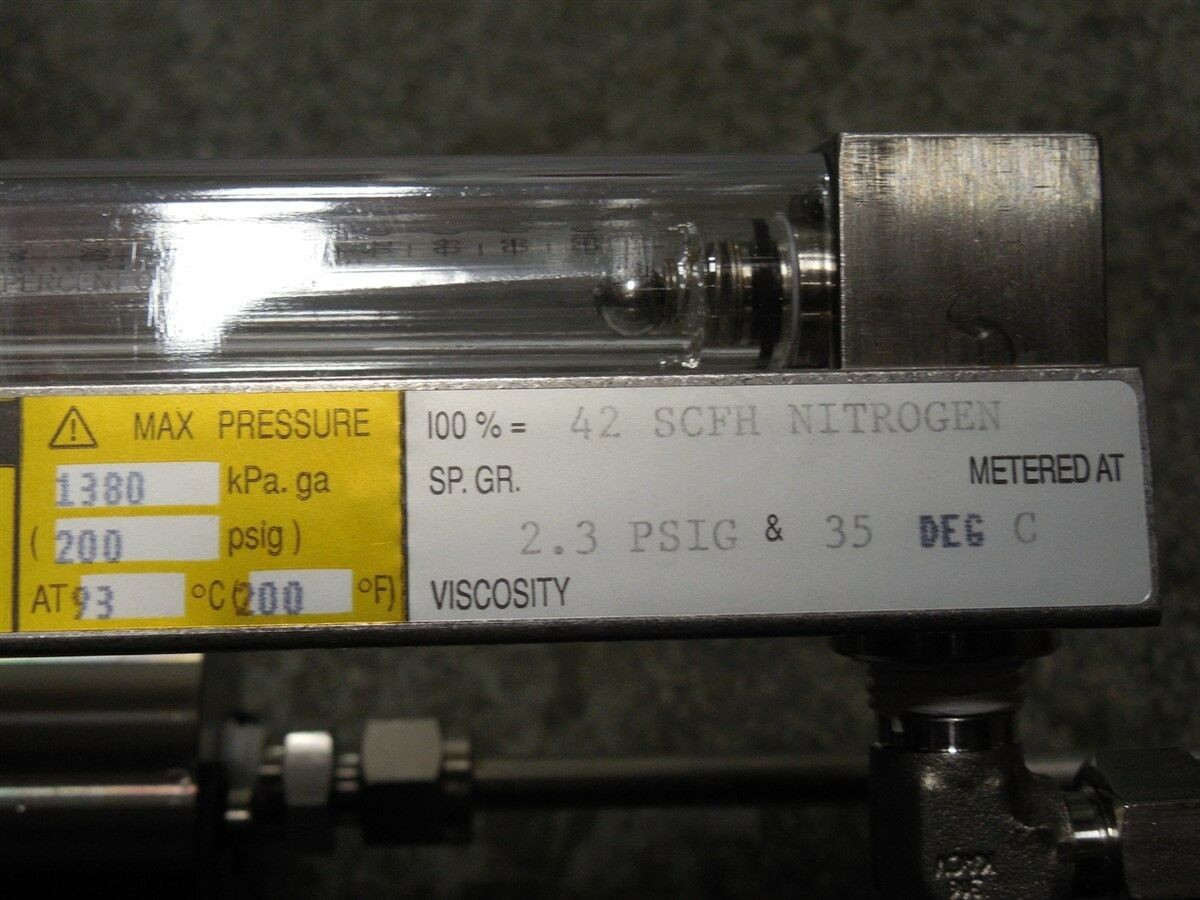 PERCENT
MAX PRESSURE
1380 kPa. ga
(200 psig)
AT 93 °C (200 °F)
100 % = 42 SCFH NITROGEN
SP. GR.
METERED AT
2.3 PSIG & 35 DEG C
VISCOSITY